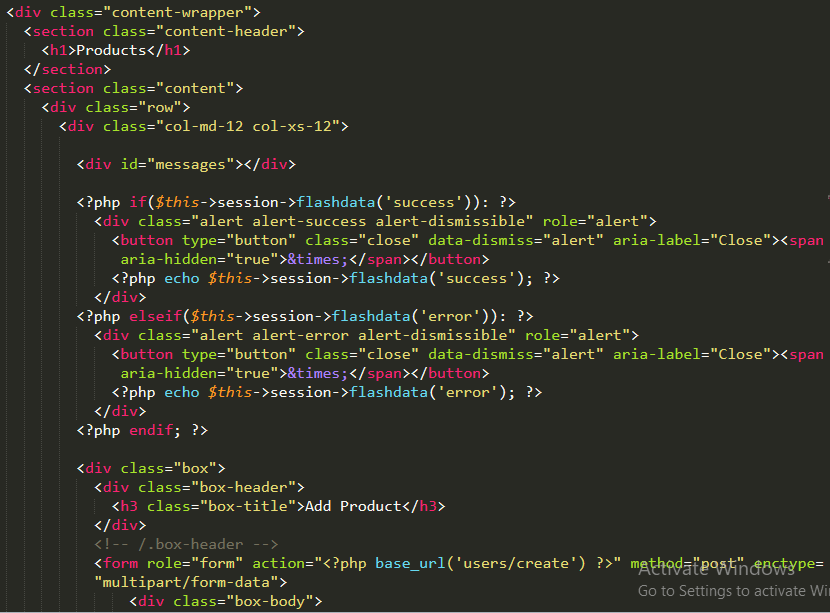 <div class="content-wrapper">
<section class="content-header">
<h1>Products</h1>
</section>
<section class="content">
<div class="row">
<div class="col-md-12 col-xs-12">
<div id="messages"></div>
<?php if($this->session->flashdata('success')): ?>
<div class="alert alert-success alert-dismissible" role="alert">
<button type="button" class="close" data-dismiss="alert" aria-label="Close"><span
aria-hidden="true">&times;</span></button>
<?php echo $this->session->flashdata('success'); ?>
</div>
<?php elseif($this->session->flashdata('error')): ?>
<div class="alert alert-error alert-dismissible" role="alert">
<button type="button" class="close" data-dismiss="alert" aria-label="Close"><span
aria-hidden="true">&times;</span></button>
<?php echo $this->session->flashdata('error'); ?>
</div>
<?php endif; ?>
<div class="box">
<div class="box-header">
<h3 class="box-title">Add Product</h3>
</div>
<!-- /.box-header -->
<form role="form" action="<?php base_url('users/create') ?>" method="post" enctype=
"multipart/form-data">
<div class="box-body">
Activate Windows
Go to Settings to activate Wi